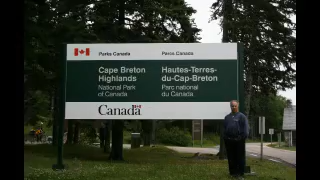 Parks Canada
Parcs Canada
Cape Breton
Highlands
National Park
of Canada
Hautes-Terres-
du-Cap-Breton
Parc national
du Canada
Canada